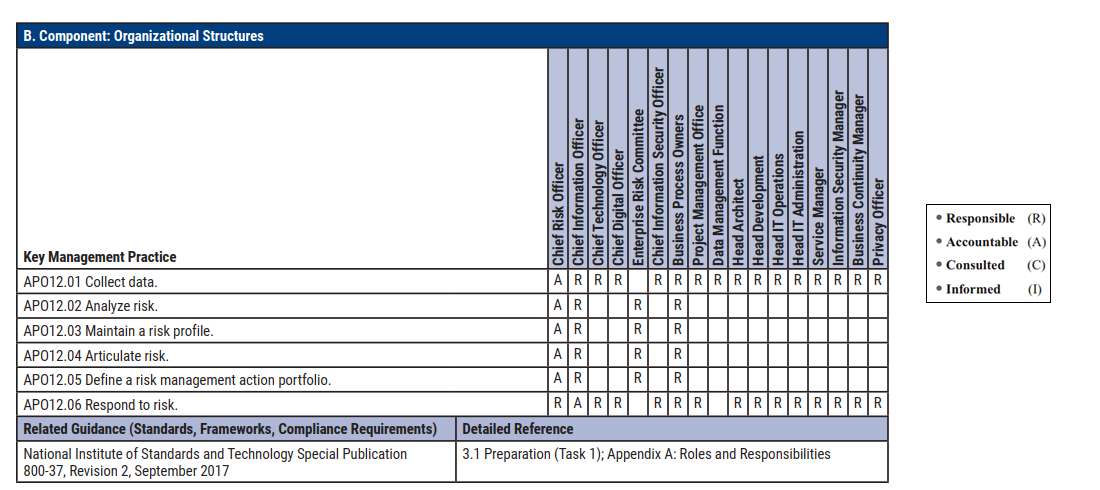 B. Component: Organizational Structures
Key Management Practice
Chief Risk Officer
Chief Information Officer
Chief Technology Officer
Chief Digital Officer
Enterprise Risk Committee
Chief Information Security Officer
Business Process Owners
Project Management Office
Data Management Function
Head Architect
Head Development
Head IT Operations
Head IT Administration
Service Manager
Information Security Manager
Business Continuity Manager
Privacy Officer
APO12.01 Collect data. A R R R R R R R R R R R R R R R
APO12.02 Analyze risk. A R R R
APO12.03 Maintain a risk profile. A R R R
APO12.04 Articulate risk. A R R R
APO12.05 Define a risk management action portfolio. A R R R
APO12.06 Respond to risk. R A R R R R R R R R R R R R R
Related Guidance (Standards, Frameworks, Compliance Requirements) Detailed Reference
National Institute of Standards and Technology Special Publication 3.1 Preparation (Task 1); Appendix A: Roles and Responsibilities
800-37, Revision 2, September 2017
• Responsible (R)
• Accountable (A)
• Consulted (C)
• Informed (I)